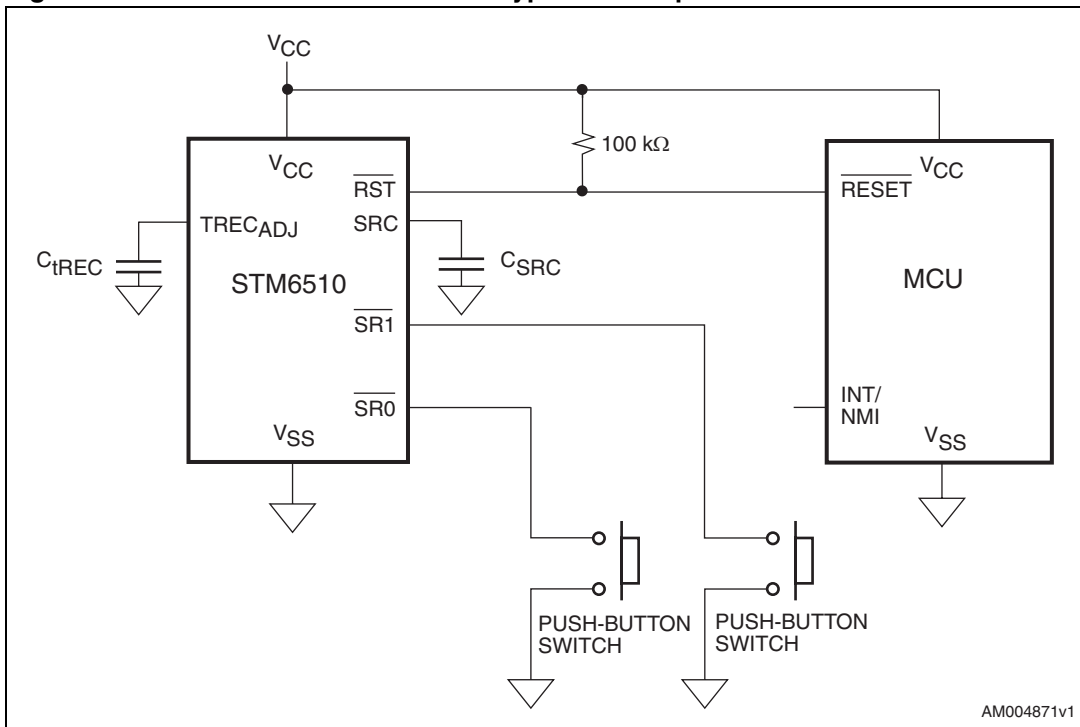 V_CC
100 kΩ
V_CC
RST
TREC_ADJ
SRC
C_tREC
C_SRC
STM6510
SR1
SR0
V_SS
V_CC
RESET
MCU
INT/
NMI
V_SS
PUSH-BUTTON
SWITCH
PUSH-BUTTON
SWITCH
AM004871v1